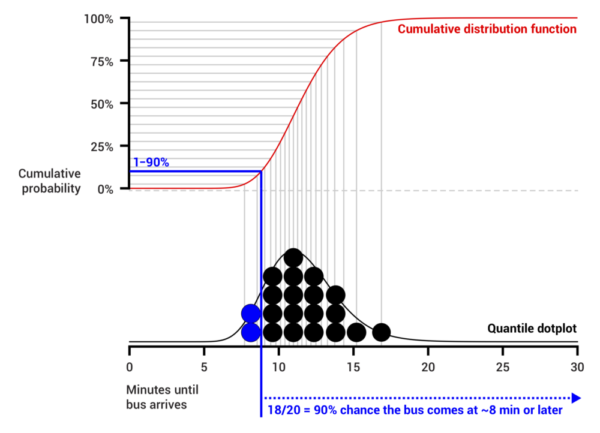 100%
Cumulative distribution function
75%
50%
25%
1-90%
Cumulative
probability
0%
Quantile dotplot
0 5 10 15 20 25 30
Minutes until
bus arrives
18/20 = 90% chance the bus comes at ~8 min or later